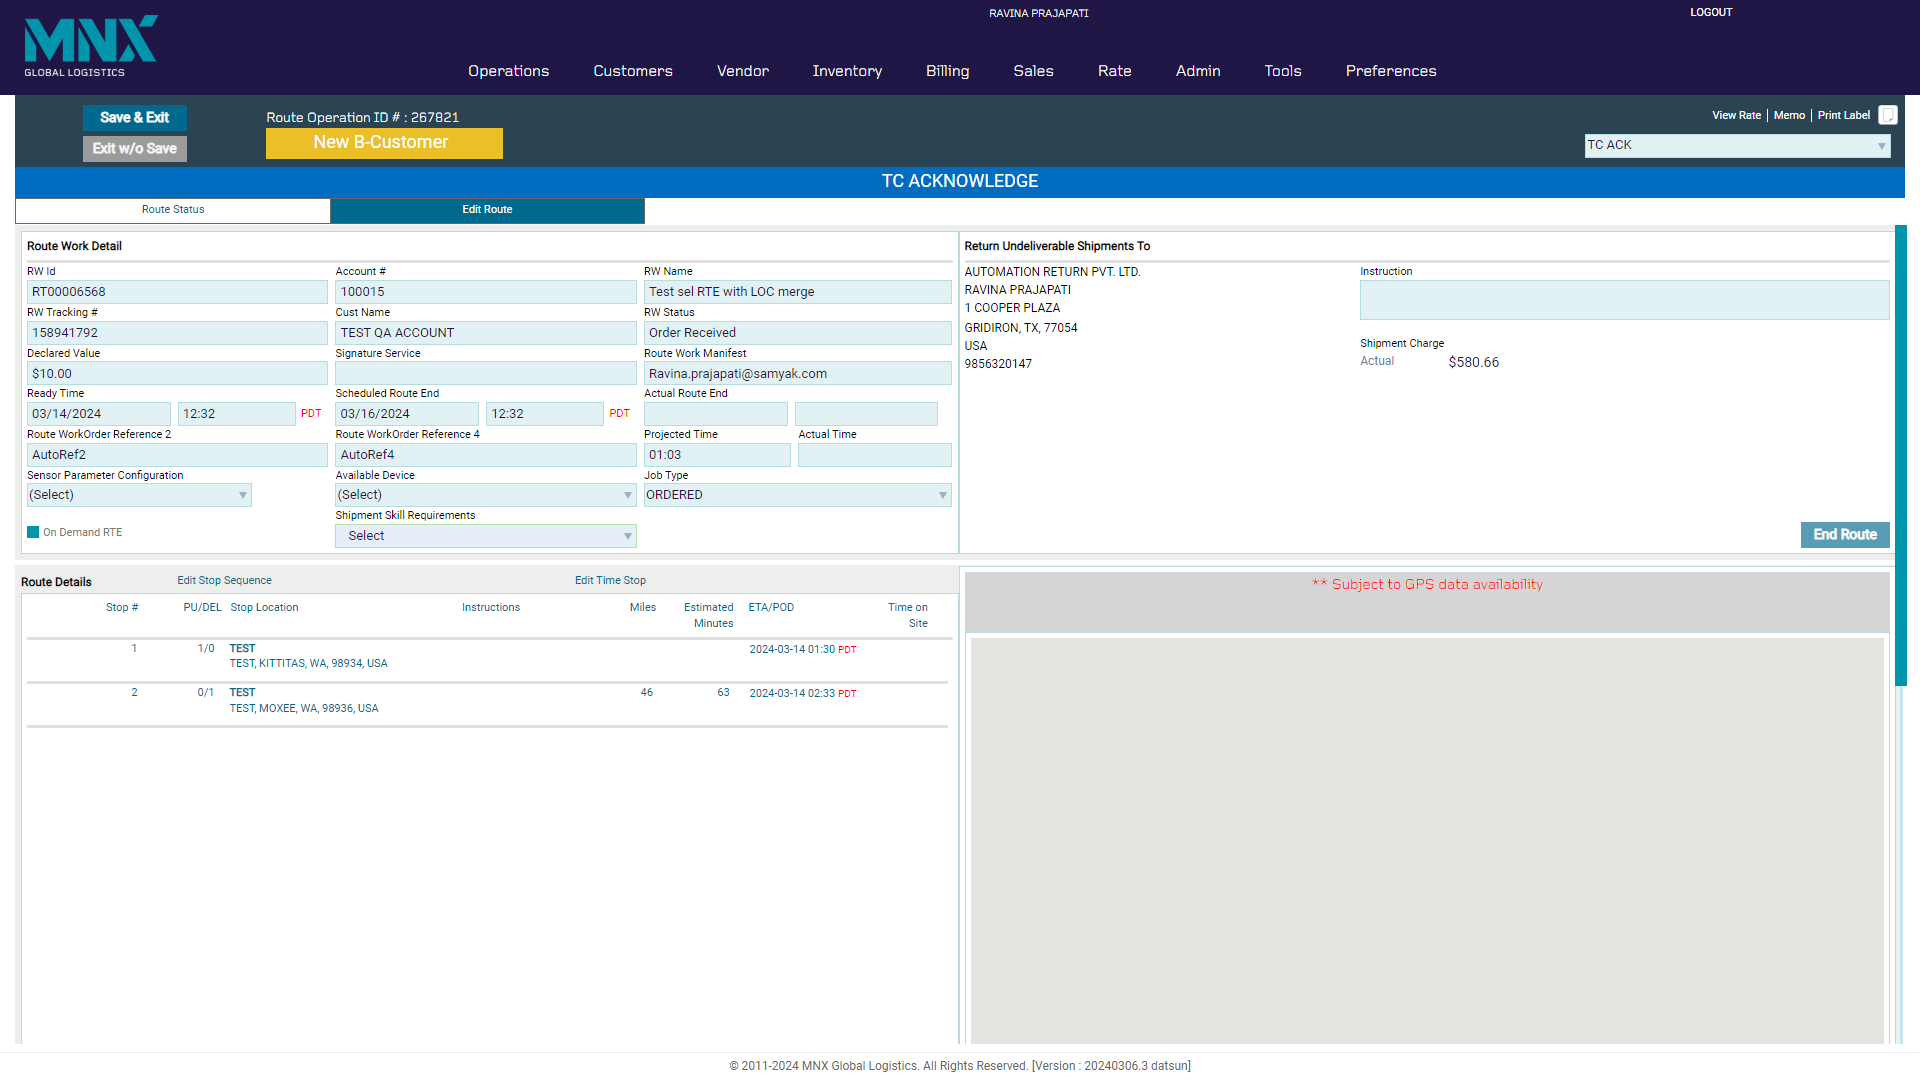 MNX
GLOBAL LOGISTICS
RAVINA PRAJAPATI
LOGOUT
Operations Customers Vendor Inventory Billing Sales Rate Admin Tools Preferences
Save & Exit
Exit w/o Save
Route Operation ID # : 267821
New B-Customer
View Rate | Memo | Print Label
TC ACK
TC ACKNOWLEDGE
Route Status Edit Route
Route Work Detail
RW Id Account # RW Name
RT00006568 100015 Test sel RTE with LOC merge
RW Tracking # Cust Name RW Status
158941792 TEST QA ACCOUNT Order Received
Declared Value Signature Service Route Work Manifest
$10.00 Ravina.prajapati@samyak.com
Ready Time Scheduled Route End Actual Route End
03/14/2024 12:32 PDT 03/16/2024 12:32 PDT
Route WorkOrder Reference 2 Route WorkOrder Reference 4 Projected Time Actual Time
AutoRef2 AutoRef4 01:03
Sensor Parameter Configuration Available Device Job Type
(Select) (Select) ORDERED
Shipment Skill Requirements
On Demand RTE Select
Return Undeliverable Shipments To
AUTOMATION RETURN PVT. LTD.
RAVINA PRAJAPATI
1 COOPER PLAZA
GRIDIRON, TX, 77054
USA
9856320147
Instruction
Shipment Charge
Actual $580.66
End Route
Route Details Edit Stop Sequence Edit Time Stop
Stop # PU/DEL Stop Location Instructions Miles Estimated Minutes ETA/POD Time on Site
1 1/0 TEST 2024-03-14 01:30 PDT
TEST, KITTITAS, WA, 98934, USA
2 0/1 TEST 46 63 2024-03-14 02:33 PDT
TEST, MOXEE, WA, 98936, USA
** Subject to GPS data availability
© 2011-2024 MNX Global Logistics. All Rights Reserved. [Version : 20240306.3 datsun]